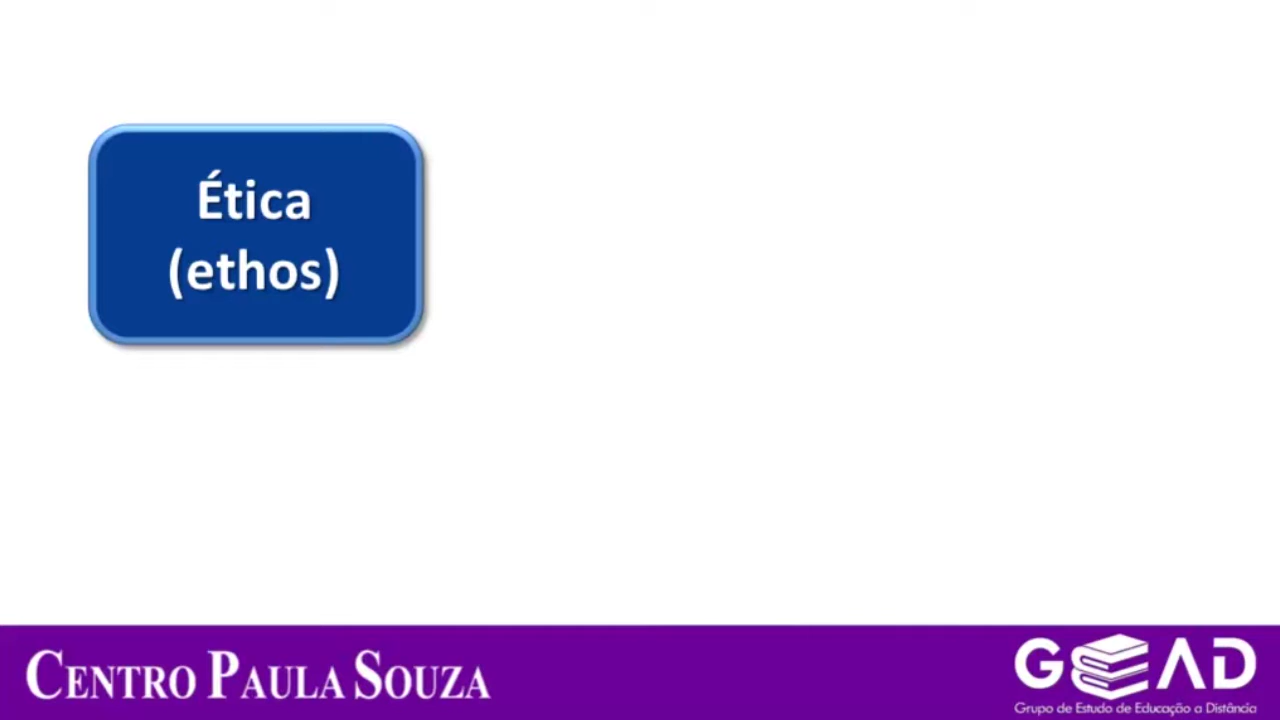 Ética
(ethos)
CENTRO PAULA SOUZA
GEAD
Grupo de Estudo de Educação a Distância